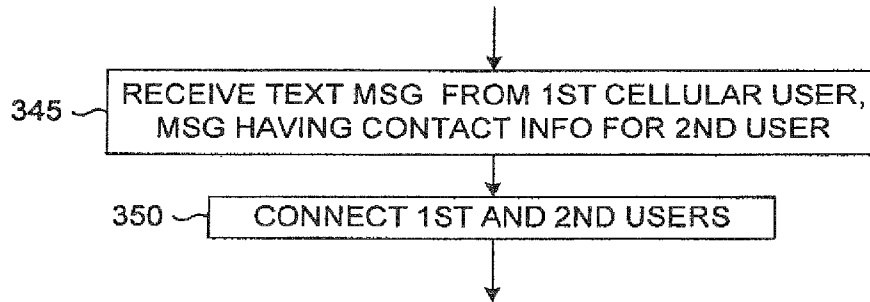 345
RECEIVE TEXT MSG FROM 1ST CELLULAR USER,
MSG HAVING CONTACT INFO FOR 2ND USER
350
CONNECT 1ST AND 2ND USERS